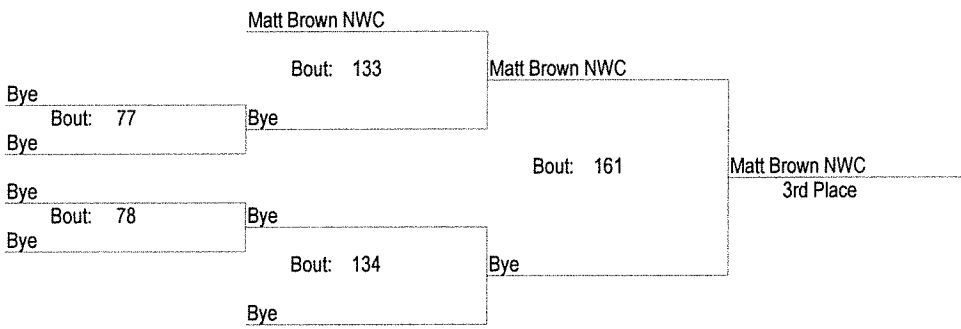 Matt Brown NWC
Bout: 133
Matt Brown NWC
Bye
Bout: 77
Bye
Bye
Bout: 161
Matt Brown NWC
3rd Place
Bye
Bout: 78
Bye
Bye
Bout: 134
Bye
Bye